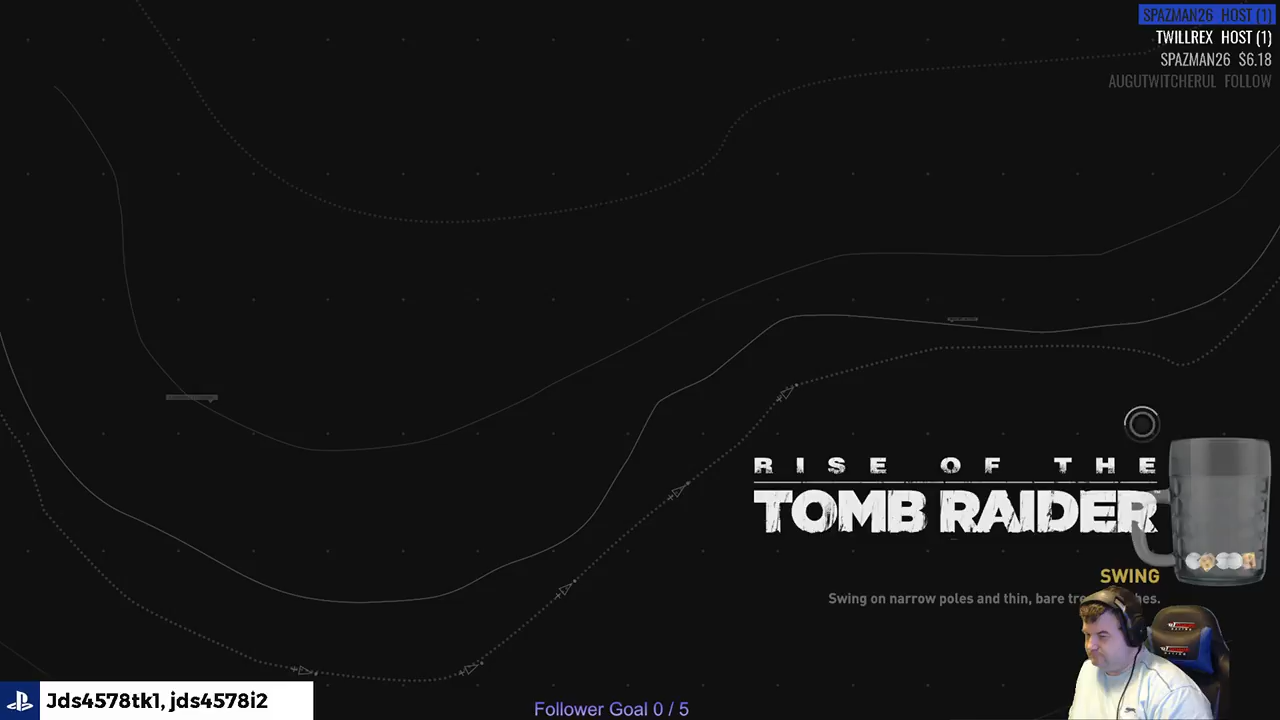 SPAZMAN26 HOST (1)
TWILLREX HOST (1)
SPAZMAN26 $6.18
AUGUTWITCHERUL FOLLOW
RISE OF THE
TOMB RAIDER
SWING
Swing on narrow poles and thin, bare
Jds4578tk1, jds4578i2
Follower Goal 0 / 5